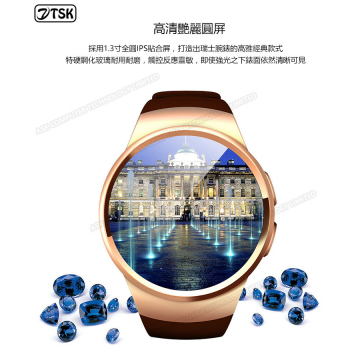 TSK
高清艷麗圓屏
採用1.3寸全圓IPS貼合屏，打造出瑞士腕錶的高雅經典款式
特硬鋼化玻璃耐用耐磨，觸控反應靈敏，即使強光之下錶面依然清晰可見